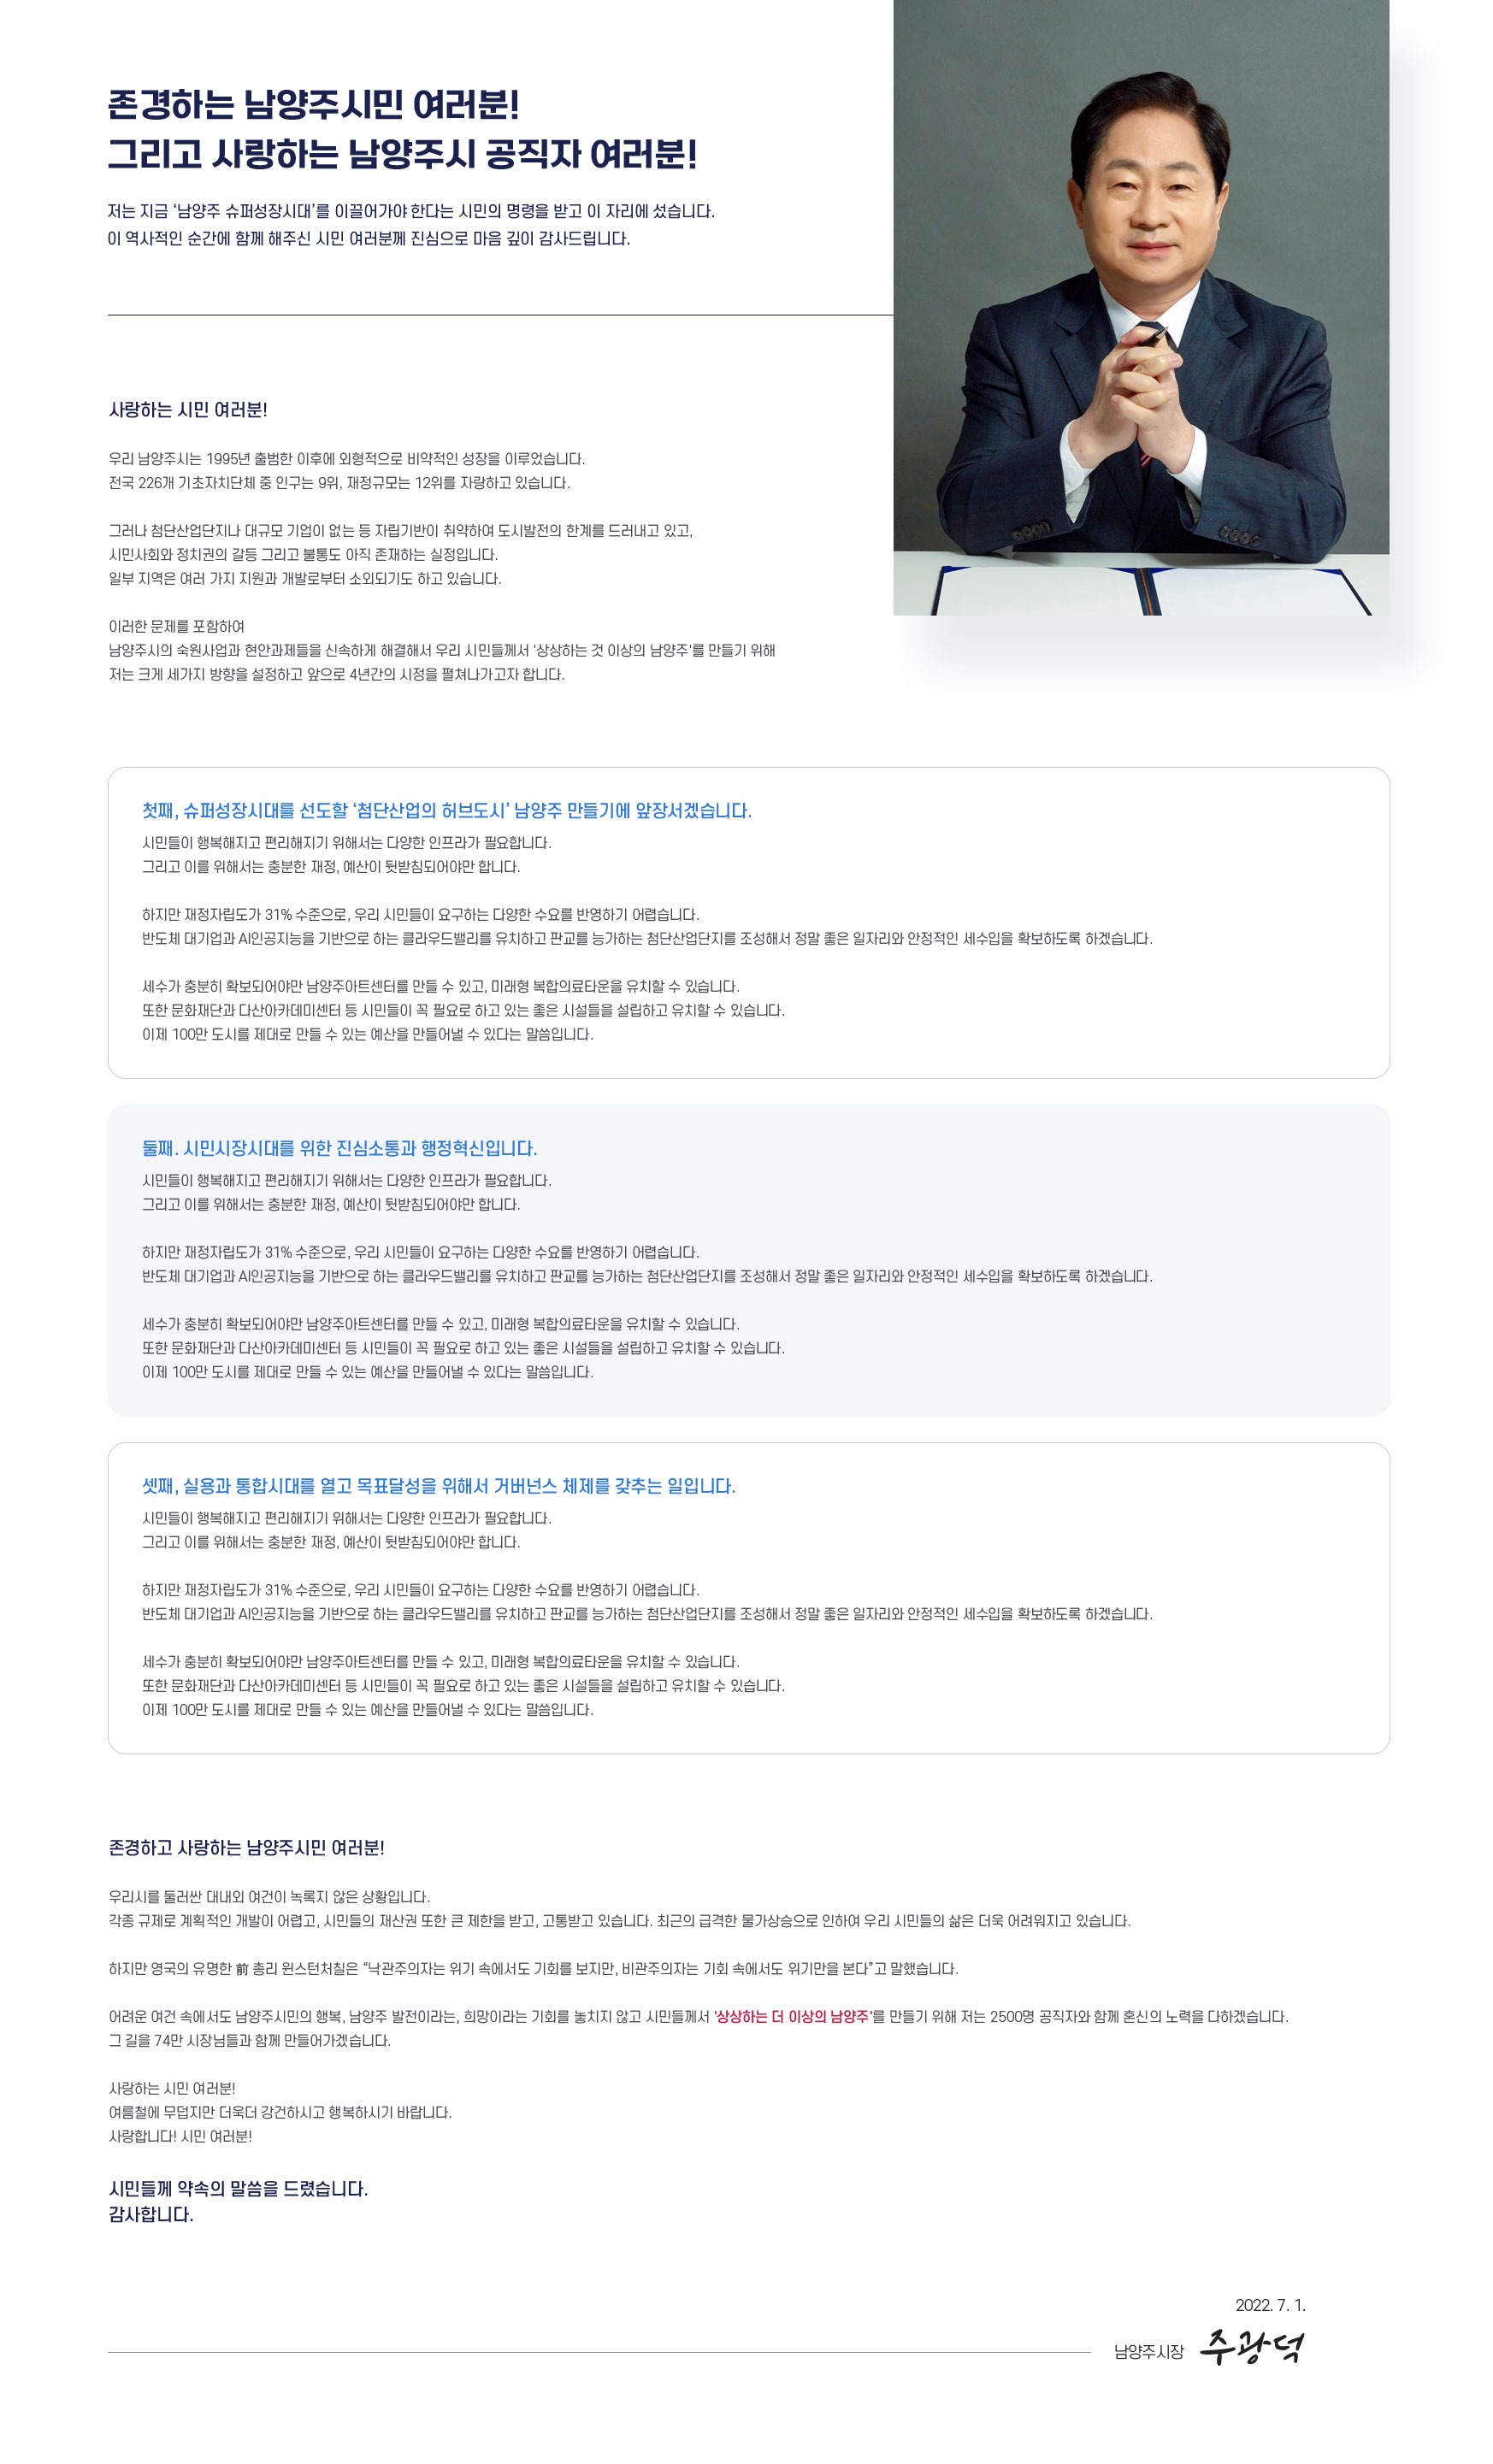 존경하는 남양주시민 여러분!
그리고 사랑하는 남양주시 공직자 여러분!
저는 지금 ‘남양주 슈퍼성장시대’를 이끌어가야 한다는 시민의 명령을 받고 이 자리에 섰습니다.
이 역사적인 순간에 함께 해주신 시민 여러분께 진심으로 마음 깊이 감사드립니다.
사랑하는 시민 여러분!
우리 남양주시는 1995년 출범한 이후에 외형적으로 비약적인 성장을 이루었습니다.
전국 226개 기초자치단체 중 인구는 9위, 재정규모는 12위를 자랑하고 있습니다.
그러나 첨단산업단지나 대규모 기업이 없는 등 자립기반이 취약하여 도시발전의 한계를 드러내고 있고,
시민사회와 정치권의 갈등 그리고 불통도 아직 존재하는 실정입니다.
일부 지역은 여러 가지 지원과 개발로부터 소외되기도 하고 있습니다.
이러한 문제를 포함하여
남양주시의 숙원사업과 현안과제들을 신속하게 해결해서 우리 시민들께서 '상상하는 것 이상의 남양주'를 만들기 위해
저는 크게 세가지 방향을 설정하고 앞으로 4년간의 시정을 펼쳐나가고자 합니다.
첫째, 슈퍼성장시대를 선도할 ‘첨단산업의 허브도시’ 남양주 만들기에 앞장서겠습니다.
시민들이 행복해지고 편리해지기 위해서는 다양한 인프라가 필요합니다.
그리고 이를 위해서는 충분한 재정, 예산이 뒷받침되어야만 합니다.
하지만 재정자립도가 31% 수준으로, 우리 시민들이 요구하는 다양한 수요를 반영하기 어렵습니다.
반도체 대기업과 AI인공지능을 기반으로 하는 클라우드밸리를 유치하고 판교를 능가하는 첨단산업단지를 조성해서 정말 좋은 일자리와 안정적인 세수입을 확보하도록 하겠습니다.
세수가 충분히 확보되어야만 남양주아트센터를 만들 수 있고, 미래형 복합의료타운을 유치할 수 있습니다.
또한 문화재단과 다산아카데미센터 등 시민들이 꼭 필요로 하고 있는 좋은 시설들을 설립하고 유치할 수 있습니다.
이제 100만 도시를 제대로 만들 수 있는 예산을 만들어낼 수 있다는 말씀입니다.
둘째. 시민시장시대를 위한 진심소통과 행정혁신입니다.
시민들이 행복해지고 편리해지기 위해서는 다양한 인프라가 필요합니다.
그리고 이를 위해서는 충분한 재정, 예산이 뒷받침되어야만 합니다.
하지만 재정자립도가 31% 수준으로, 우리 시민들이 요구하는 다양한 수요를 반영하기 어렵습니다.
반도체 대기업과 AI인공지능을 기반으로 하는 클라우드밸리를 유치하고 판교를 능가하는 첨단산업단지를 조성해서 정말 좋은 일자리와 안정적인 세수입을 확보하도록 하겠습니다.
세수가 충분히 확보되어야만 남양주아트센터를 만들 수 있고, 미래형 복합의료타운을 유치할 수 있습니다.
또한 문화재단과 다산아카데미센터 등 시민들이 꼭 필요로 하고 있는 좋은 시설들을 설립하고 유치할 수 있습니다.
이제 100만 도시를 제대로 만들 수 있는 예산을 만들어낼 수 있다는 말씀입니다.
셋째, 실용과 통합시대를 열고 목표달성을 위해서 거버넌스 체제를 갖추는 일입니다.
시민들이 행복해지고 편리해지기 위해서는 다양한 인프라가 필요합니다.
그리고 이를 위해서는 충분한 재정, 예산이 뒷받침되어야만 합니다.
하지만 재정자립도가 31% 수준으로, 우리 시민들이 요구하는 다양한 수요를 반영하기 어렵습니다.
반도체 대기업과 AI인공지능을 기반으로 하는 클라우드밸리를 유치하고 판교를 능가하는 첨단산업단지를 조성해서 정말 좋은 일자리와 안정적인 세수입을 확보하도록 하겠습니다.
세수가 충분히 확보되어야만 남양주아트센터를 만들 수 있고, 미래형 복합의료타운을 유치할 수 있습니다.
또한 문화재단과 다산아카데미센터 등 시민들이 꼭 필요로 하고 있는 좋은 시설들을 설립하고 유치할 수 있습니다.
이제 100만 도시를 제대로 만들 수 있는 예산을 만들어낼 수 있다는 말씀입니다.
존경하고 사랑하는 남양주시민 여러분!
우리시를 둘러싼 대내외 여건이 녹록지 않은 상황입니다.
각종 규제로 계획적인 개발이 어렵고, 시민들의 재산권 또한 큰 제한을 받고, 고통받고 있습니다. 최근의 급격한 물가상승으로 인하여 우리 시민들의 삶은 더욱 어려워지고 있습니다.
하지만 영국의 유명한 前 총리 윈스턴처칠은 “낙관주의자는 위기 속에서도 기회를 보지만, 비관주의자는 기회 속에서도 위기만을 본다”고 말했습니다.
어려운 여건 속에서도 남양주시민의 행복, 남양주 발전이라는, 희망이라는 기회를 놓치지 않고 시민들께서 '상상하는 더 이상의 남양주'를 만들기 위해 저는 2500명 공직자와 함께 혼신의 노력을 다하겠습니다.
그 길을 74만 시장님들과 함께 만들어가겠습니다.
사랑하는 시민 여러분!
여름철에 무덥지만 더욱더 강건하시고 행복하시기 바랍니다.
사랑합니다! 시민 여러분!
시민들께 약속의 말씀을 드렸습니다.
감사합니다.
2022. 7. 1.
남양주시장 주광덕